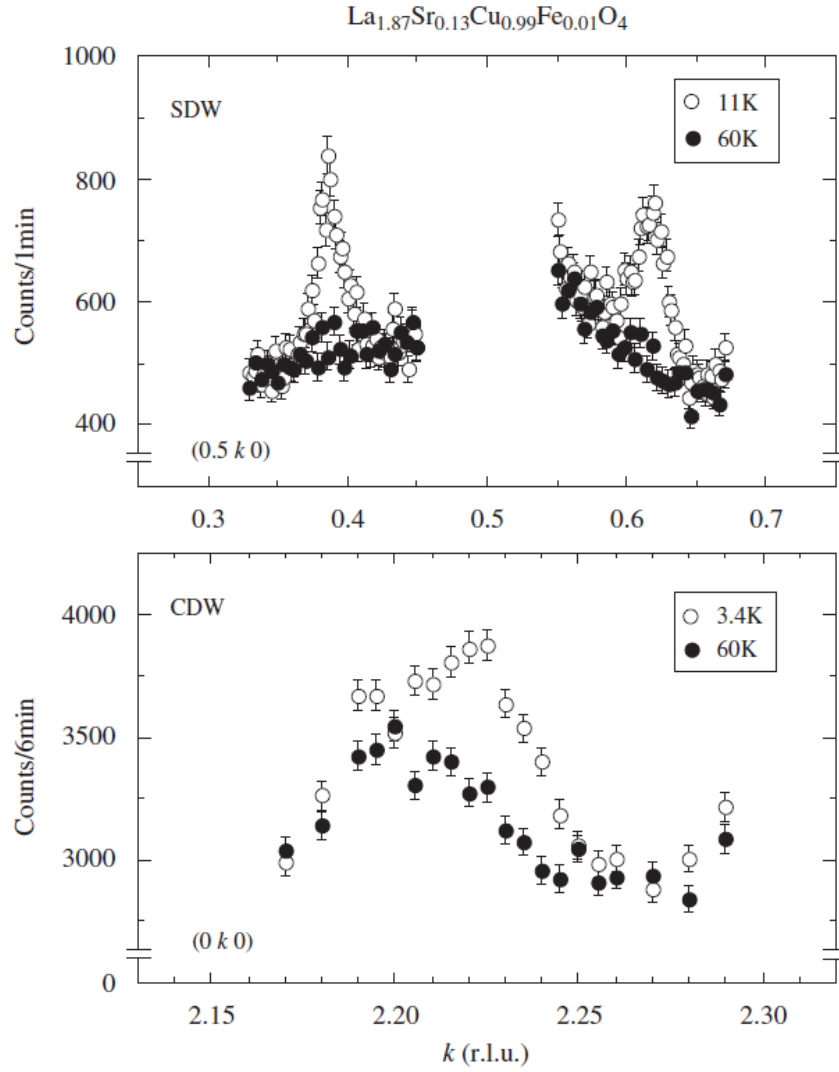 La1.87Sr0.13Cu0.99Fe0.01O4
1000
800
600
400
Counts/1min
SDW
11K
60K
(0.5 k 0)
0.3
0.4
0.5
0.6
0.7
4000
3500
3000
0
Counts/6min
CDW
3.4K
60K
(0 k 0)
2.15
2.20
2.25
2.30
k (r.l.u.)